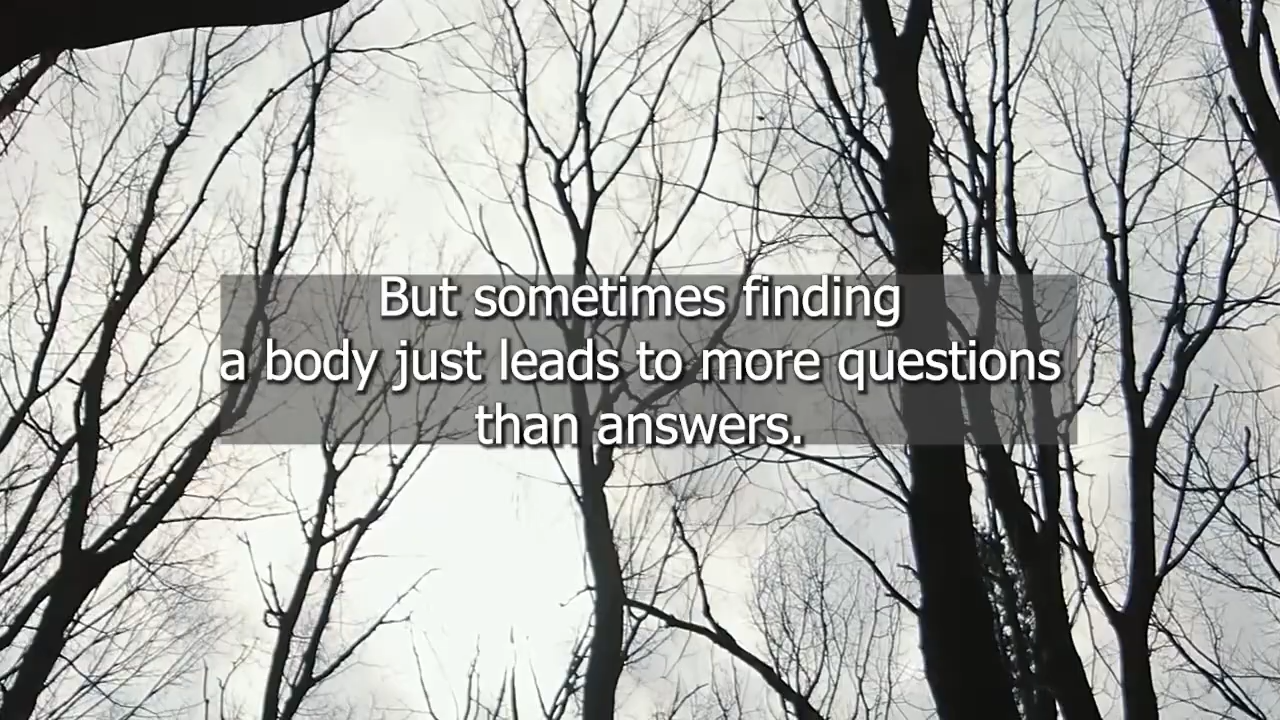 But sometimes finding
a body just leads to more questions
than answers.